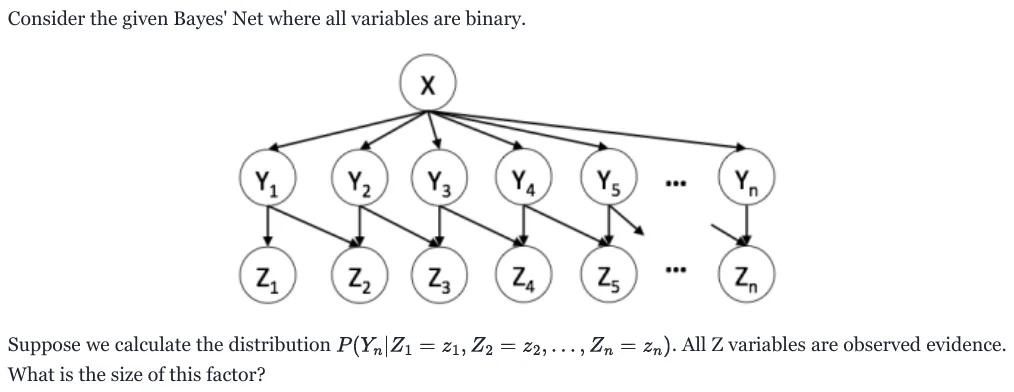 Consider the given Bayes' Net where all variables are binary.
X
Y₁ Y₂ Y₃ Y₄ Y₅ ... Yₙ
Z₁ Z₂ Z₃ Z₄ Z₅ ... Zₙ
Suppose we calculate the distribution P(Yₙ|Z₁ = z₁, Z₂ = z₂, . . . , Zₙ = zₙ). All Z variables are observed evidence.
What is the size of this factor?